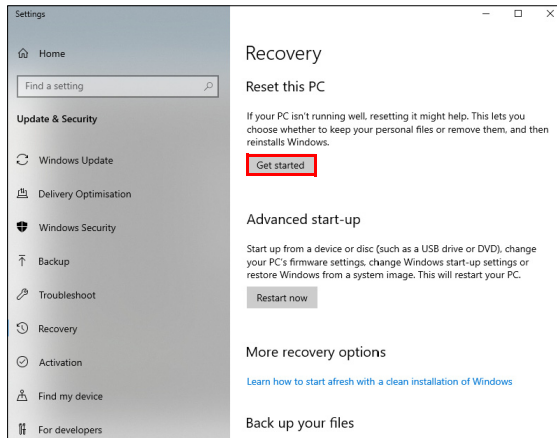 Settings
Home
Find a setting
Update & Security
Windows Update
Delivery Optimisation
Windows Security
Backup
Troubleshoot
Recovery
Activation
Find my device
For developers
Recovery
Reset this PC
If your PC isn't running well, resetting it might help. This lets you
choose whether to keep your personal files or remove them, and then
reinstalls Windows.
Get started
Advanced start-up
Start up from a device or disc (such as a USB drive or DVD), change
your PC's firmware settings, change Windows start-up settings or
restore Windows from a system image. This will restart your PC.
Restart now
More recovery options
Learn how to start afresh with a clean installation of Windows
Back up your files